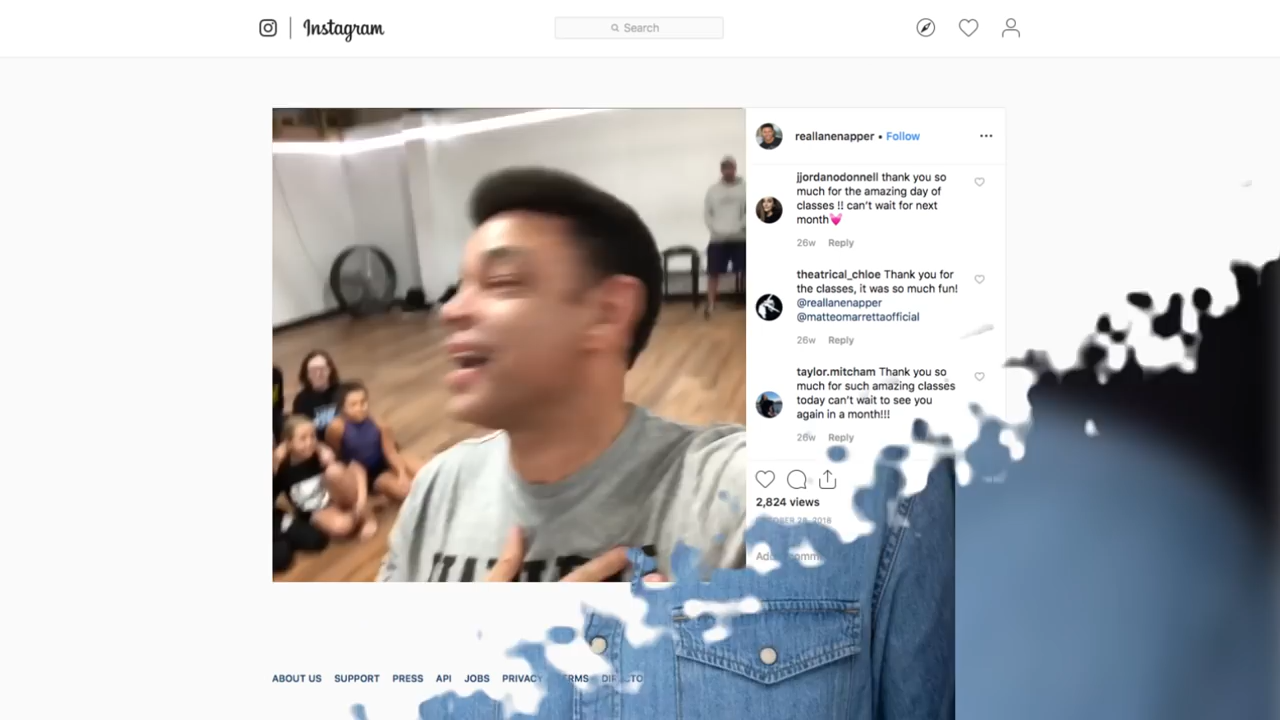 Instagram
Search
reallanenapper • Follow
jjordanodonnell thank you so
much for the amazing day of
classes !! can't wait for next
month💓
26w Reply
theatrical_chloe Thank you for
the classes, it was so much fun!
@reallanenapper
@matteomarrettaofficial
26w Reply
taylor.mitcham Thank you so
much for such amazing classes
today can't wait to see you
again in a month!!!
26w Reply
2,824 views
2018
ABOUT US SUPPORT PRESS API JOBS PRIVACY